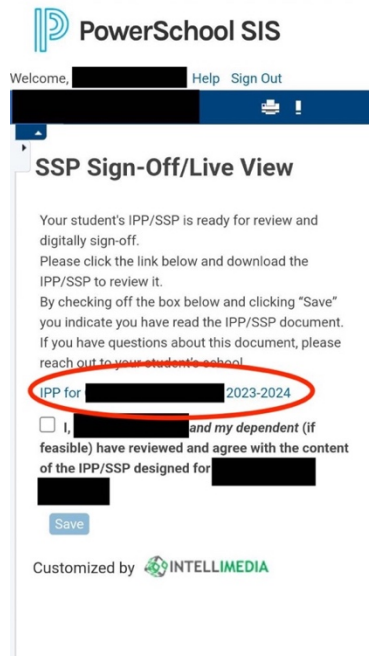 PowerSchool SIS
Welcome, Help Sign Out
SSP Sign-Off/Live View
Your student's IPP/SSP is ready for review and
digitally sign-off.
Please click the link below and download the
IPP/SSP to review it.
By checking off the box below and clicking “Save”
you indicate you have read the IPP/SSP document.
If you have questions about this document, please
reach out to your student's school
IPP for 2023-2024
I, and my dependent (if
feasible) have reviewed and agree with the content
of the IPP/SSP designed for
Save
Customized by INTELLIMEDIA